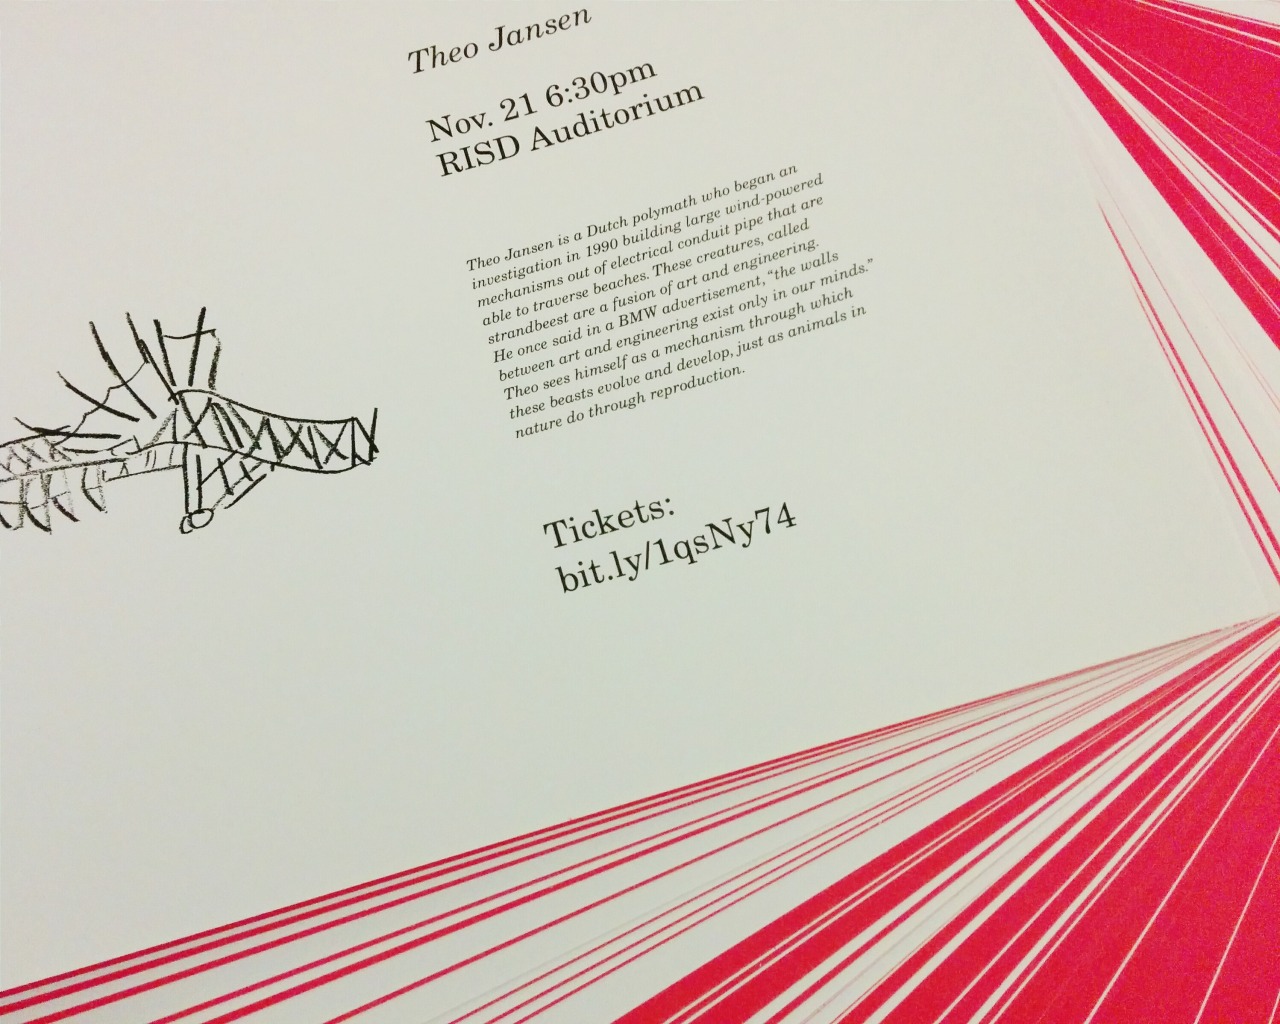 Theo Jansen
Nov. 21 6:30pm
RISD Auditorium
Theo Jansen is a Dutch polymath who began an
investigation in 1990 building large wind-powered
mechanisms out of electrical conduit pipe that are
able to traverse beaches. These creatures, called
strandbeest are a fusion of art and engineering.
He once said in a BMW advertisement, “the walls
between art and engineering exist only in our minds.”
Theo sees himself as a mechanism through which
these beasts evolve and develop, just as animals in
nature do through reproduction.
Tickets:
bit.ly/1qsNy74